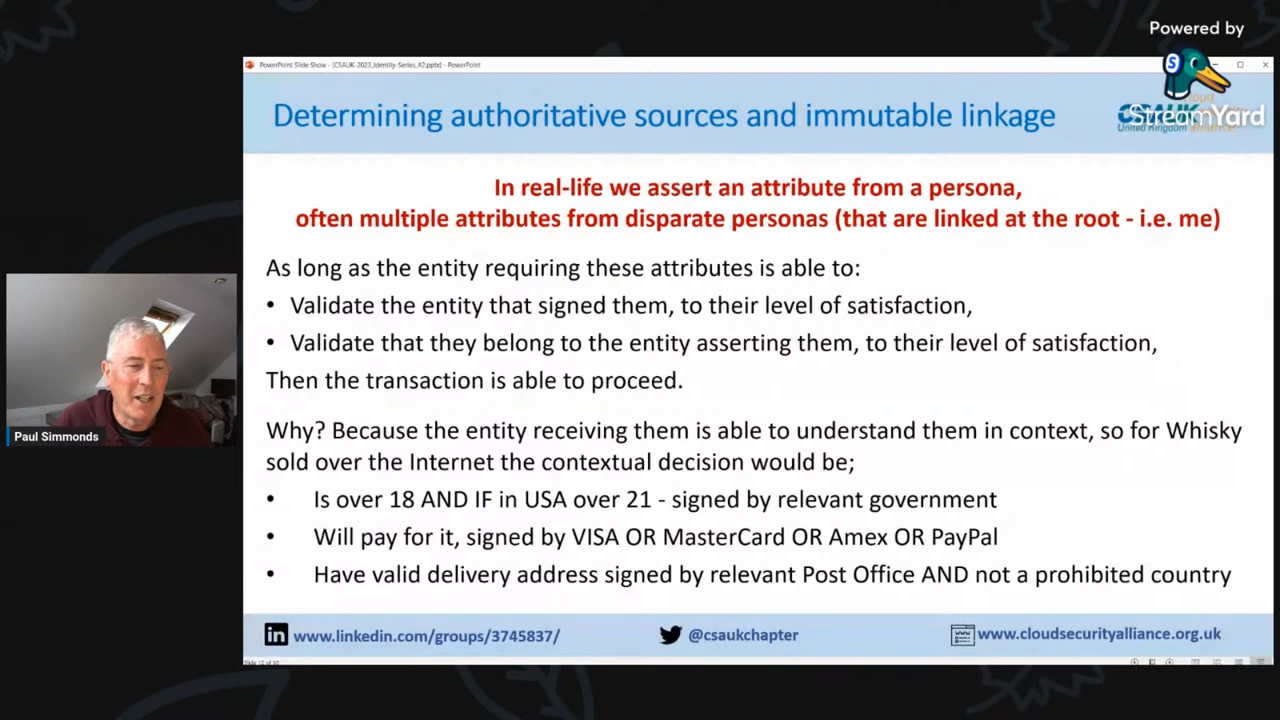 Powered by
StreamYard
PowerPoint Slide Show - [CSAUK-2023_Identity-Series_#2.pptx] - PowerPoint
Determining authoritative sources and immutable linkage
United Kingdom
In real-life we assert an attribute from a persona,
often multiple attributes from disparate personas (that are linked at the root - i.e. me)
As long as the entity requiring these attributes is able to:
• Validate the entity that signed them, to their level of satisfaction,
• Validate that they belong to the entity asserting them, to their level of satisfaction,
Then the transaction is able to proceed.
Why? Because the entity receiving them is able to understand them in context, so for Whisky
sold over the Internet the contextual decision would be;
• Is over 18 AND IF in USA over 21 - signed by relevant government
• Will pay for it, signed by VISA OR MasterCard OR Amex OR PayPal
• Have valid delivery address signed by relevant Post Office AND not a prohibited country
Paul Simmonds
www.linkedin.com/groups/3745837/
@csaukchapter
www.cloudsecurityalliance.org.uk